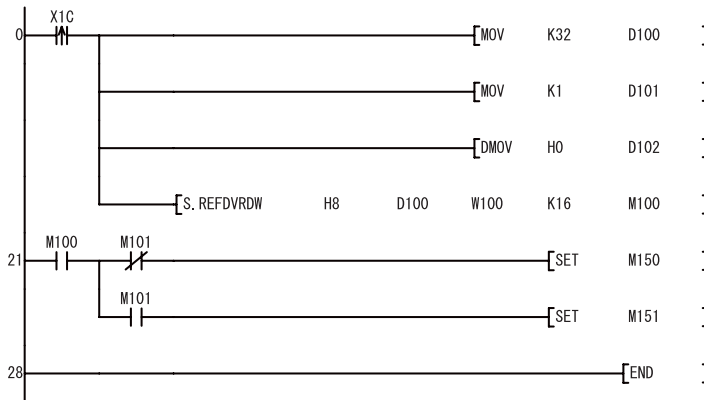 X1C
0 [MOV K32 D100 ]
[MOV K1 D101 ]
[DMOV H0 D102 ]
[S.REFDVRDW H8 D100 W100 K16 M100 ]
M100 M101
21 [SET M150 ]
M101
[SET M151 ]
28 [END ]